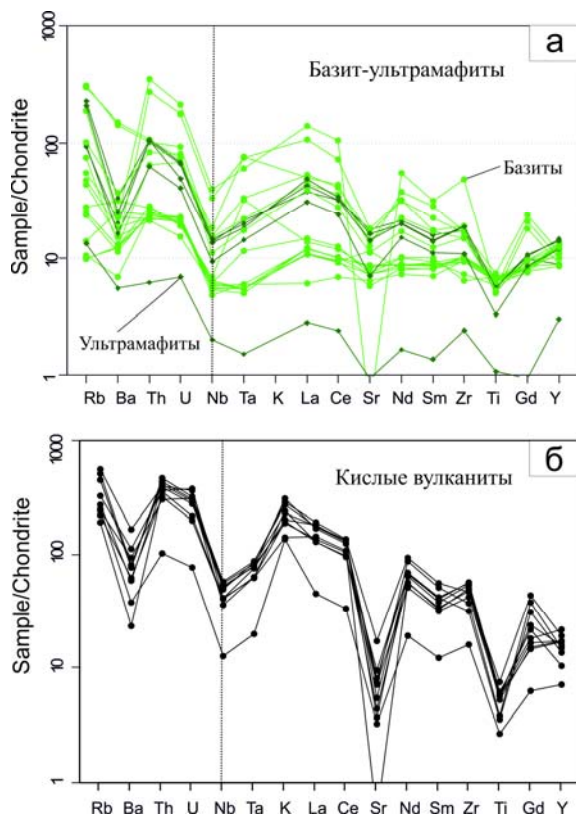 1000
а
Базит-ультрамафиты
100
Базиты
Sample/Chondrite
10
Ультрамафиты
1
Rb Ba Th U Nb Ta K La Ce Sr Nd Sm Zr Ti Gd Y
1000
б
Кислые вулканиты
100
Sample/Chondrite
10
1
Rb Ba Th U Nb Ta K La Ce Sr Nd Sm Zr Ti Gd Y